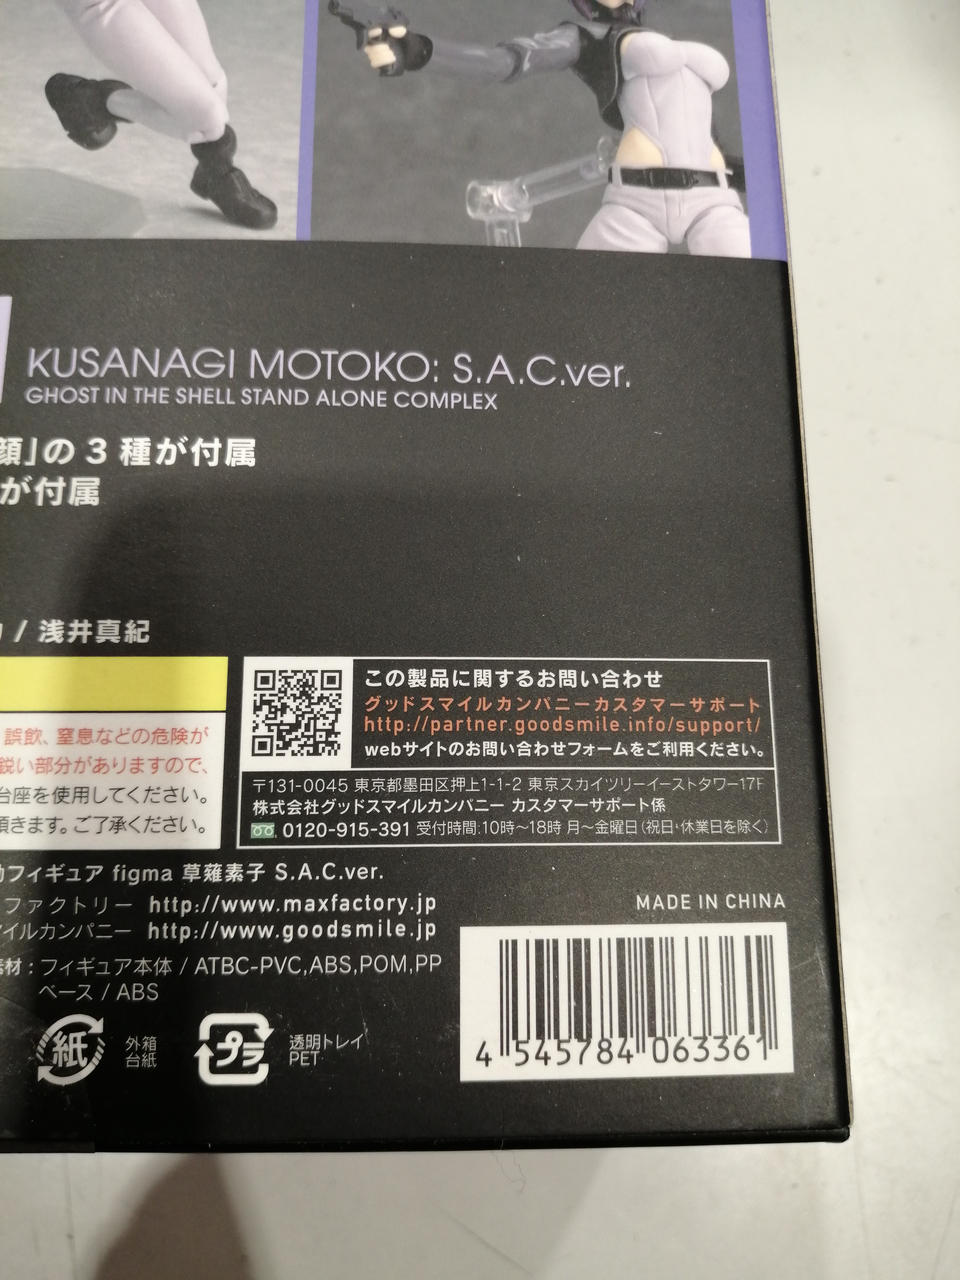 KUSANAGI MOTOKO: S.A.C.ver.
GHOST IN THE SHELL STAND ALONE COMPLEX
顔」の3種が付属
が付属
/ 浅井真紀
誤飲、窒息などの危険が
鋭い部分がありますので、
台座を使用してください。
頂きます。ご了承ください。
この製品に関するお問い合わせ
グッドスマイルカンパニーカスタマーサポート
http://partner.goodsmile.info/support/
webサイトのお問い合わせフォームをご利用ください。
〒131-0045 東京都墨田区押上1-1-2 東京スカイツリーイーストタワー17F
株式会社グッドスマイルカンパニー カスタマーサポート係
0120-915-391 受付時間:10時〜18時 月〜金曜日(祝日・休業日を除く)
フィギュア figma 草薙素子 S.A.C.ver.
ファクトリー http://www.maxfactory.jp
イルカンパニー http://www.goodsmile.jp
素材:フィギュア本体 / ATBC-PVC,ABS,POM,PP
ベース / ABS
紙 外箱 台紙
プラ 透明トレイ PET
MADE IN CHINA
4 545784 063361